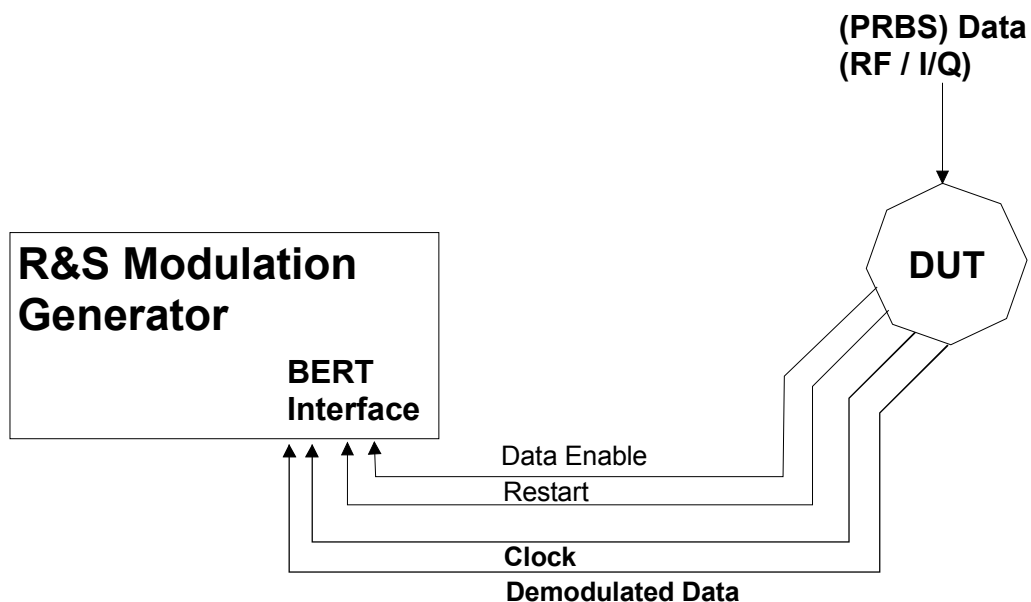 (PRBS) Data
(RF / I/Q)
DUT
R&S Modulation
Generator
BERT
Interface
Data Enable
Restart
Clock
Demodulated Data